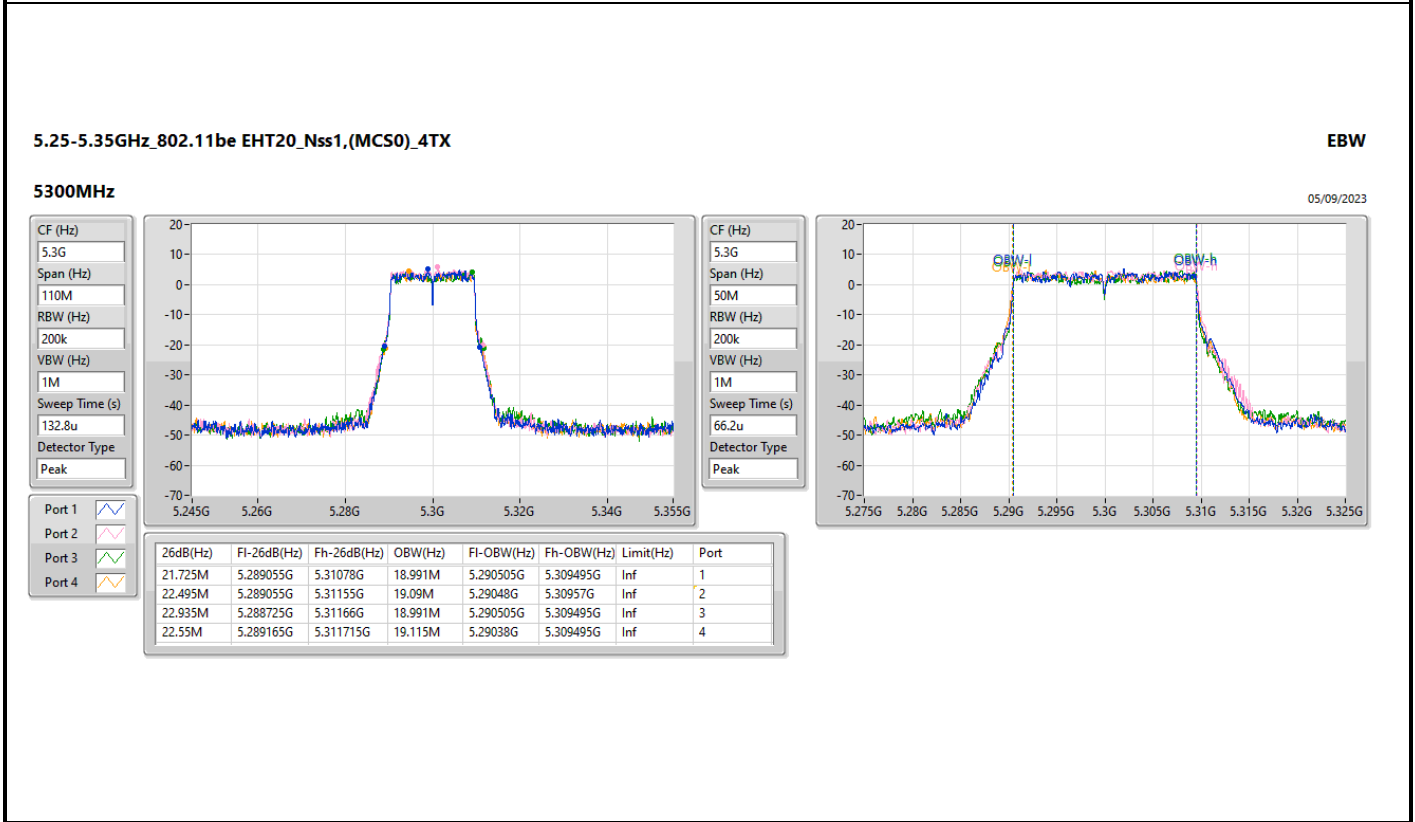 5.25-5.35GHz_802.11be EHT20_Nss1,(MCS0)_4TX
EBW
5300MHz
05/09/2023
CF (Hz)
5.3G
Span (Hz)
110M
RBW (Hz)
200k
VBW (Hz)
1M
Sweep Time (s)
132.8u
Detector Type
Peak
20
10
0
-10
-20
-30
-40
-50
-60
-70
5.245G 5.26G 5.28G 5.3G 5.32G 5.34G 5.355G
CF (Hz)
5.3G
Span (Hz)
50M
RBW (Hz)
200k
VBW (Hz)
1M
Sweep Time (s)
66.2u
Detector Type
Peak
20
10
0
-10
-20
-30
-40
-50
-60
-70
OBW-l OBW-h
5.275G 5.28G 5.285G 5.29G 5.295G 5.3G 5.305G 5.31G 5.315G 5.32G 5.325G
Port 1
Port 2
Port 3
Port 4
26dB(Hz) Fl-26dB(Hz) Fh-26dB(Hz) OBW(Hz) Fl-OBW(Hz) Fh-OBW(Hz) Limit(Hz) Port
21.725M 5.289055G 5.31078G 18.991M 5.290505G 5.309495G Inf 1
22.495M 5.289055G 5.31155G 19.09M 5.29048G 5.30957G Inf 2
22.935M 5.288725G 5.31166G 18.991M 5.290505G 5.309495G Inf 3
22.55M 5.289165G 5.311715G 19.115M 5.29038G 5.309495G Inf 4